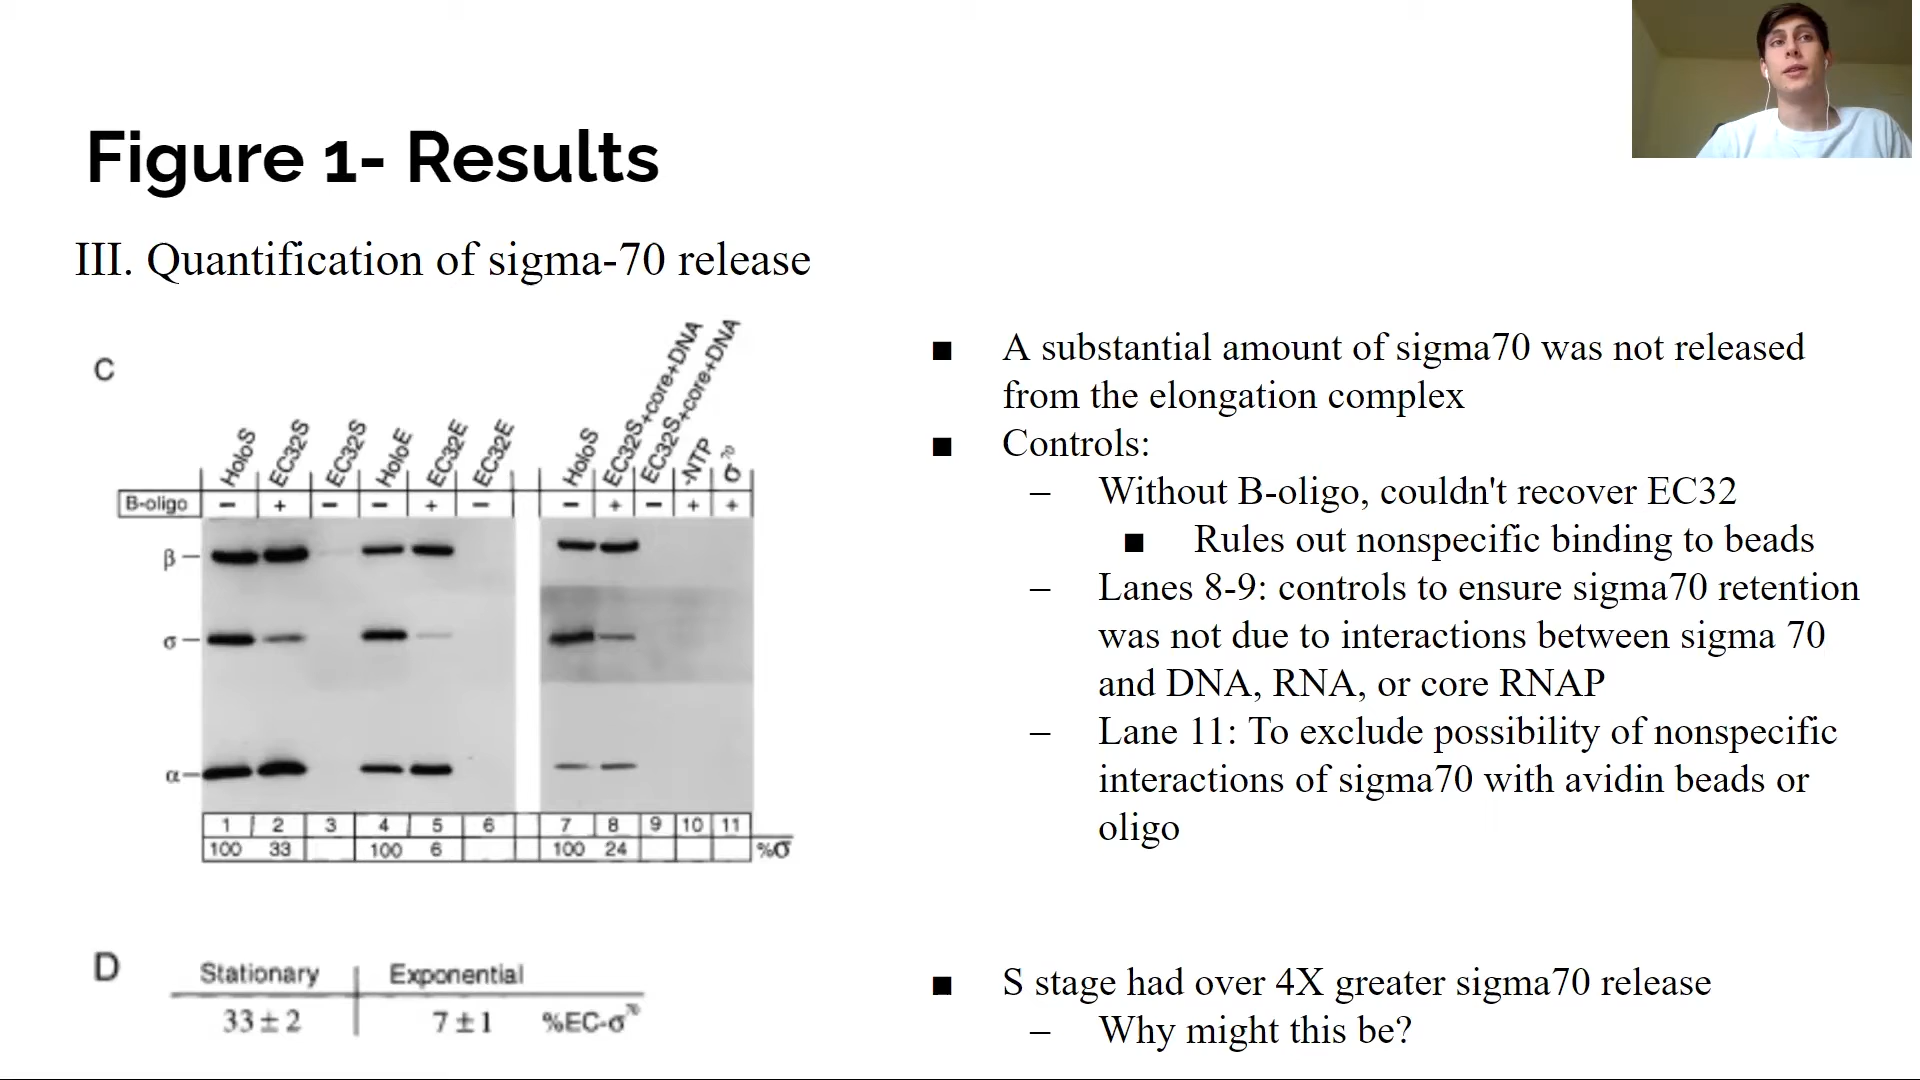 Figure 1- Results
III. Quantification of sigma-70 release
C
HoloS EC32S EC32S HoloE EC32E EC32E HoloS EC32S+core+DNA EC32S+core+DNA -NTP σ⁷⁰
B-oligo − + − − + − − + − + +
β
σ
α
1 2 3 4 5 6 7 8 9 10 11
100 33 100 6 100 24 %σ
D
Stationary Exponential
33 ± 2 7 ± 1 %EC-σ⁷⁰
■ A substantial amount of sigma70 was not released
from the elongation complex
■ Controls:
– Without B-oligo, couldn't recover EC32
■ Rules out nonspecific binding to beads
– Lanes 8-9: controls to ensure sigma70 retention
was not due to interactions between sigma 70
and DNA, RNA, or core RNAP
– Lane 11: To exclude possibility of nonspecific
interactions of sigma70 with avidin beads or
oligo
■ S stage had over 4X greater sigma70 release
– Why might this be?